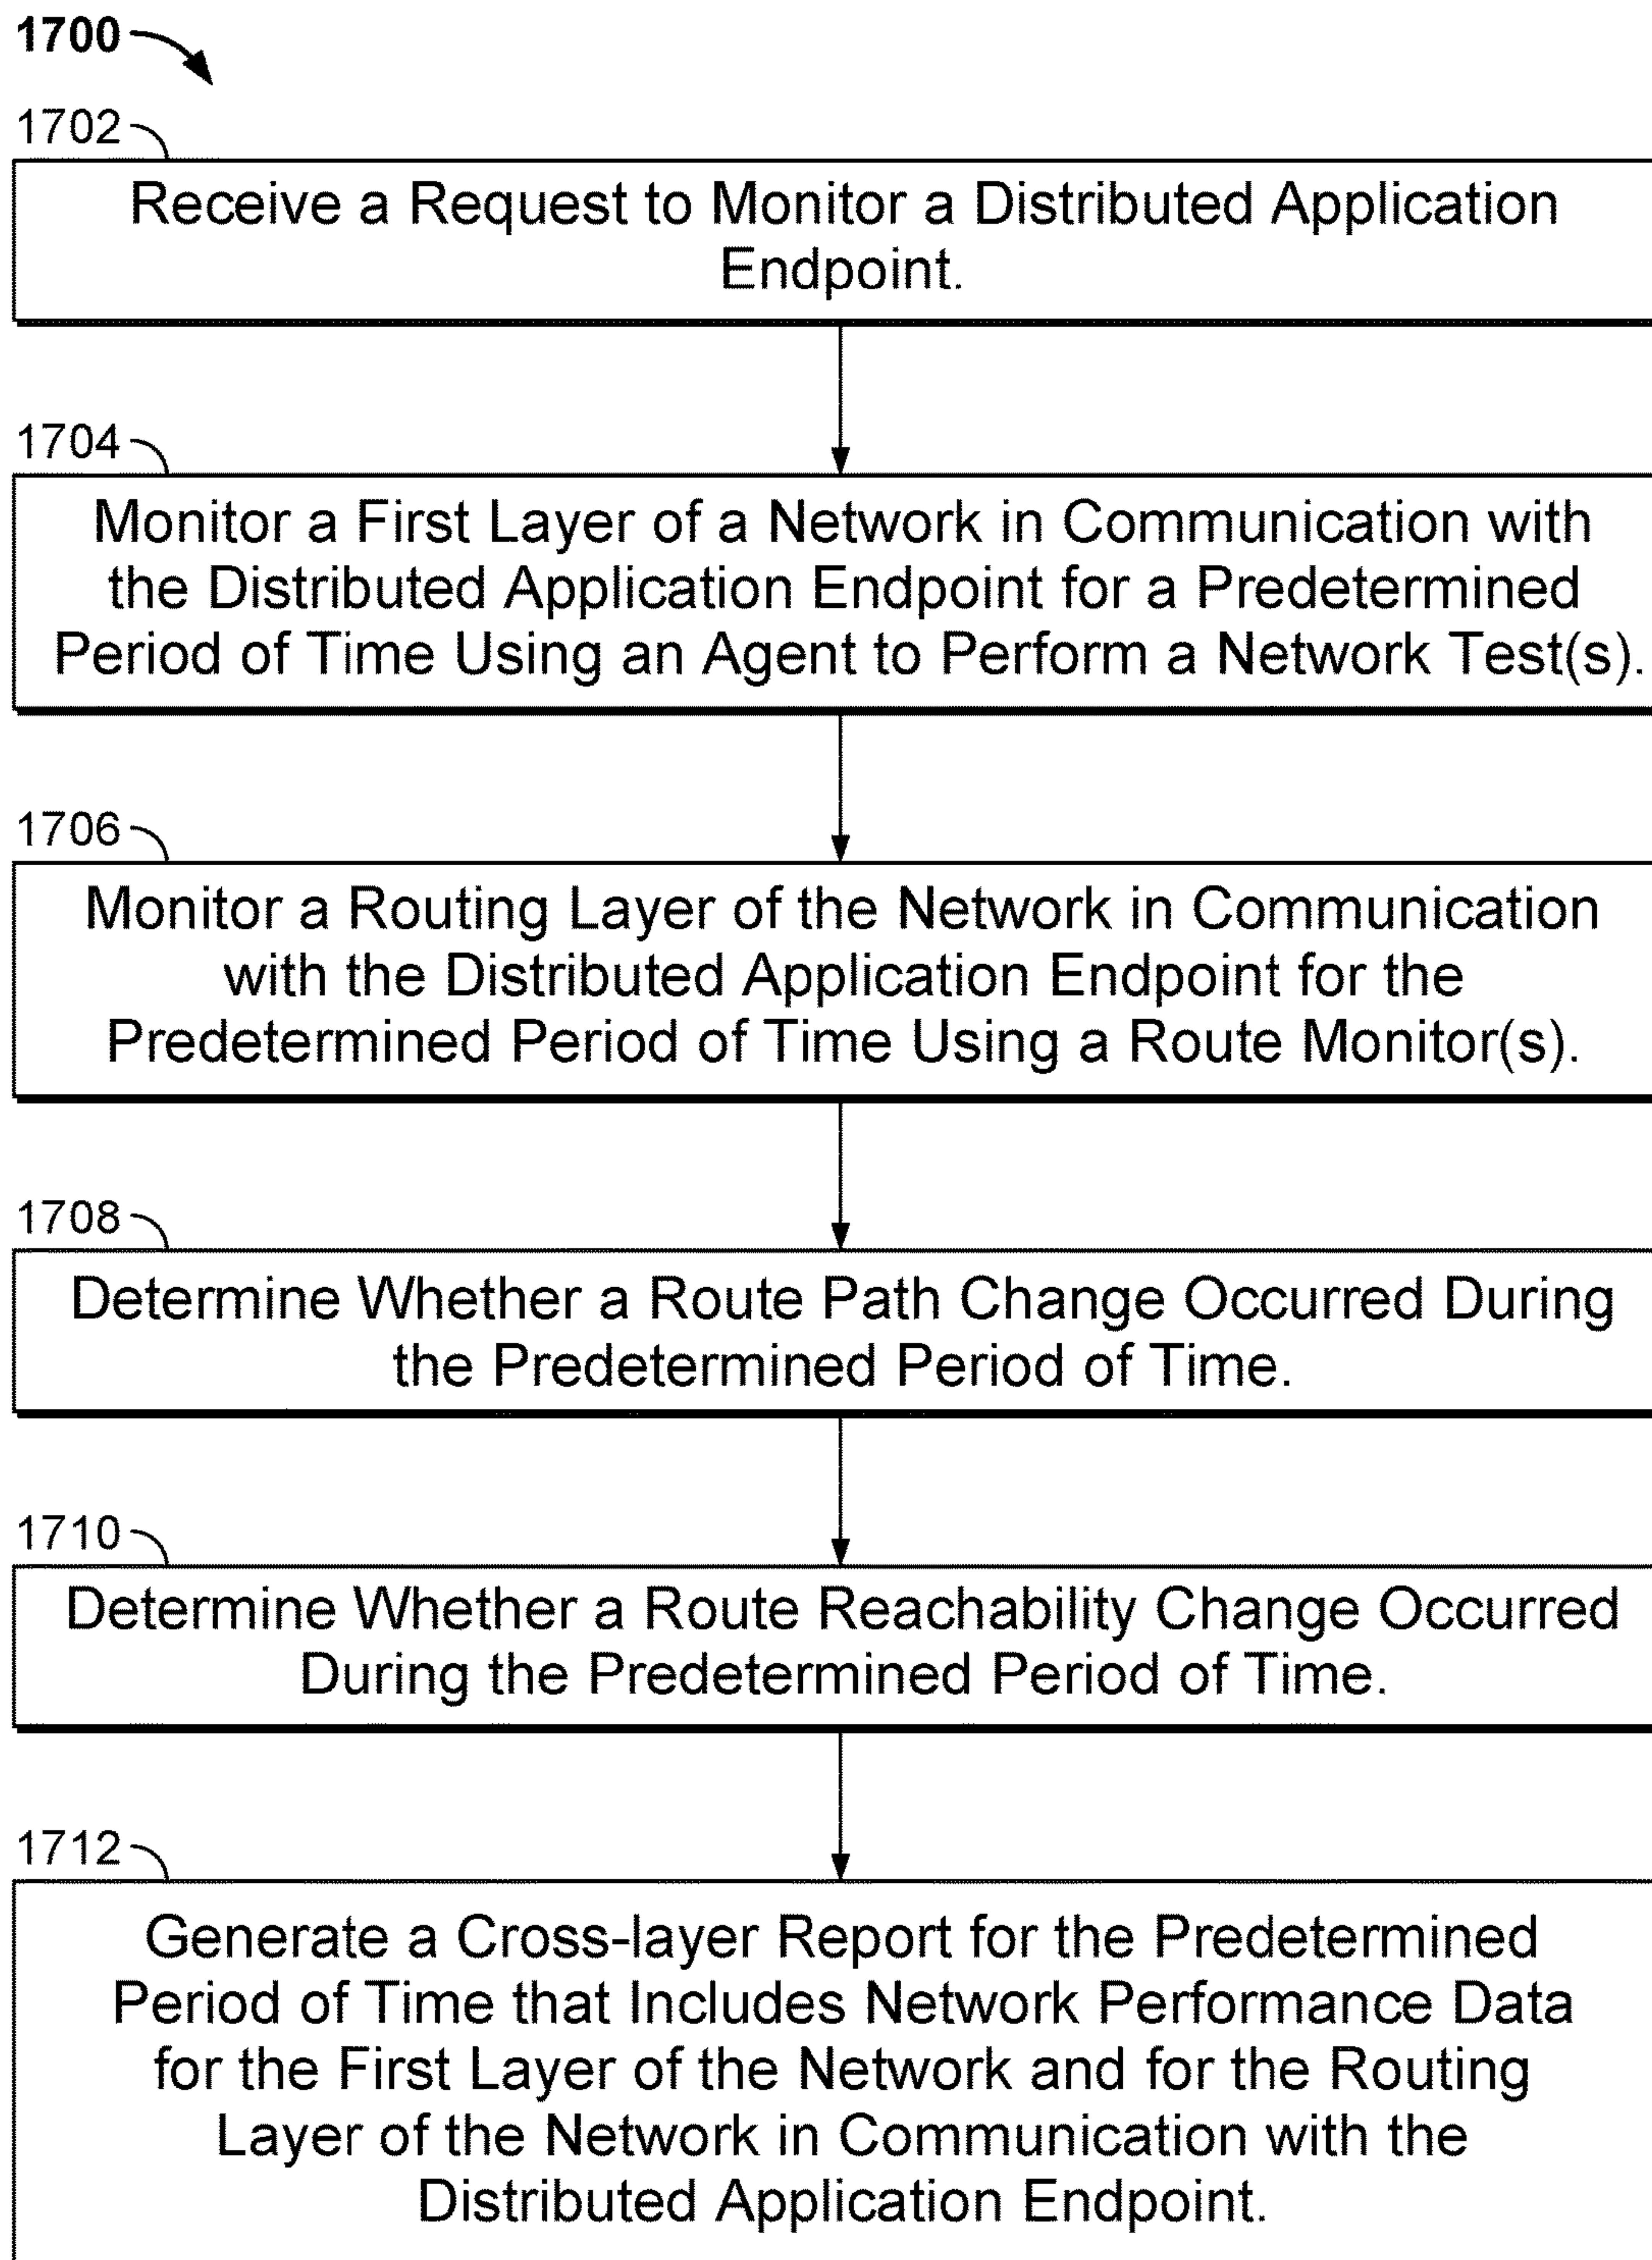 1700
1702
Receive a Request to Monitor a Distributed Application
Endpoint.
1704
Monitor a First Layer of a Network in Communication with
the Distributed Application Endpoint for a Predetermined
Period of Time Using an Agent to Perform a Network Test(s).
1706
Monitor a Routing Layer of the Network in Communication
with the Distributed Application Endpoint for the
Predetermined Period of Time Using a Route Monitor(s).
1708
Determine Whether a Route Path Change Occurred During
the Predetermined Period of Time.
1710
Determine Whether a Route Reachability Change Occurred
During the Predetermined Period of Time.
1712
Generate a Cross-layer Report for the Predetermined
Period of Time that Includes Network Performance Data
for the First Layer of the Network and for the Routing
Layer of the Network in Communication with the
Distributed Application Endpoint.